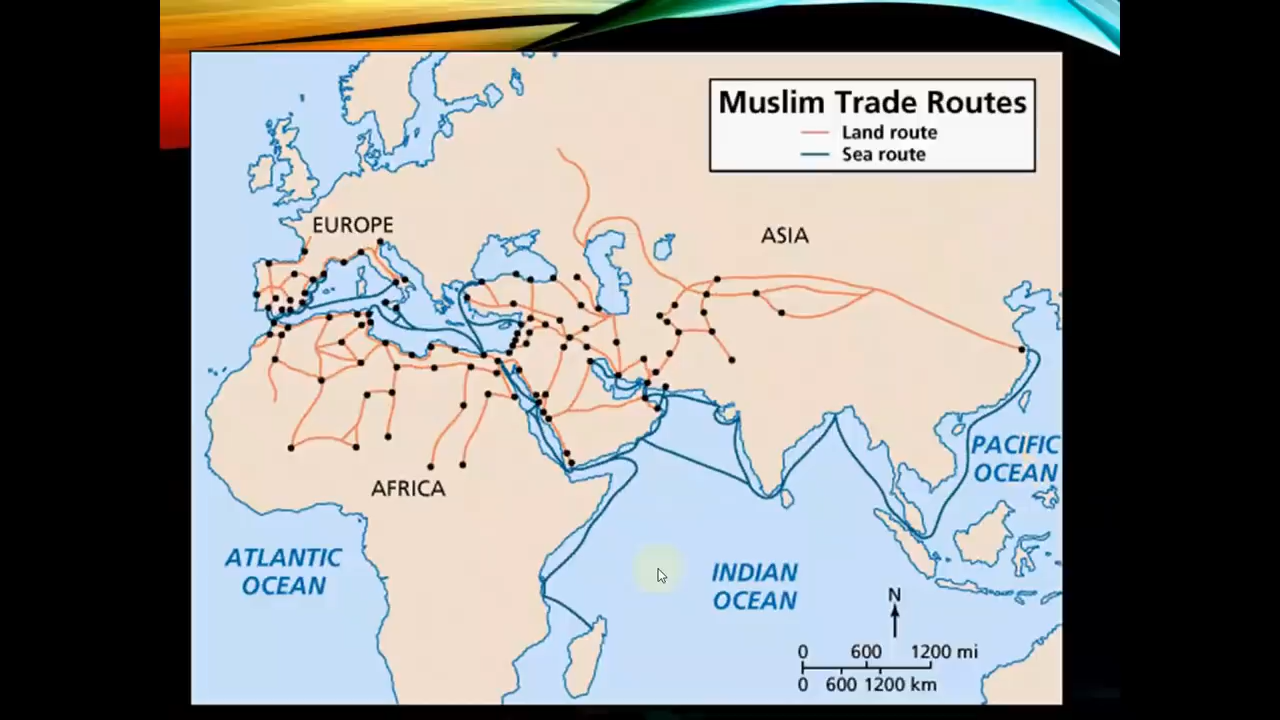 Muslim Trade Routes
Land route
Sea route
EUROPE
ASIA
PACIFIC
OCEAN
AFRICA
ATLANTIC
OCEAN
INDIAN
OCEAN
N
0 600 1200 mi
0 600 1200 km